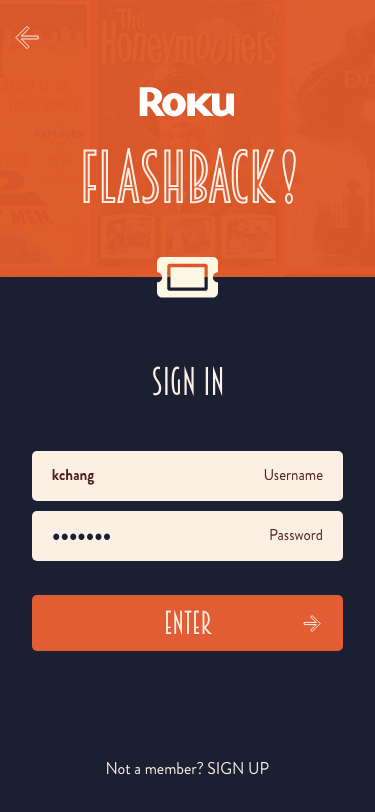 The
Honeymooners
Roku
FLASHBACK!
SIGN IN
kchang Username
••••••• Password
ENTER
Not a member? SIGN UP